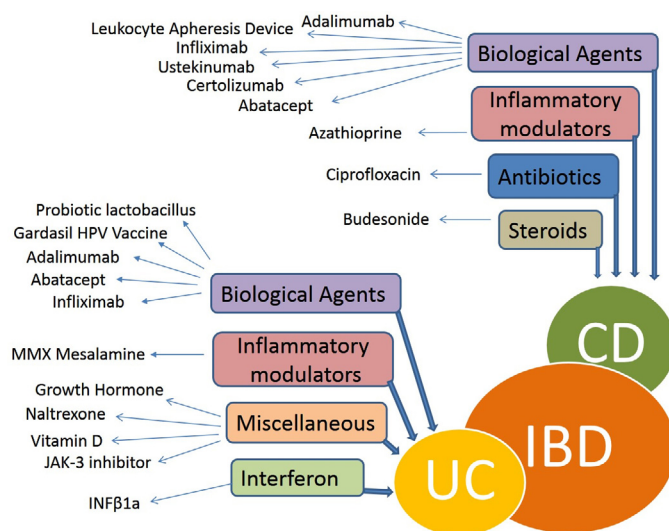 Adalimumab
Leukocyte Apheresis Device
Infliximab
Ustekinumab
Certolizumab
Abatacept
Biological Agents
Inflammatory
modulators
Azathioprine
Antibiotics
Ciprofloxacin
Steroids
Budesonide
Probiotic lactobacillus
Gardasil HPV Vaccine
Adalimumab
Abatacept
Infliximab
Biological Agents
Inflammatory
modulators
MMX Mesalamine
Growth Hormone
Naltrexone
Vitamin D
JAK-3 inhibitor
Miscellaneous
Interferon
INFβ1a
CD
IBD
UC